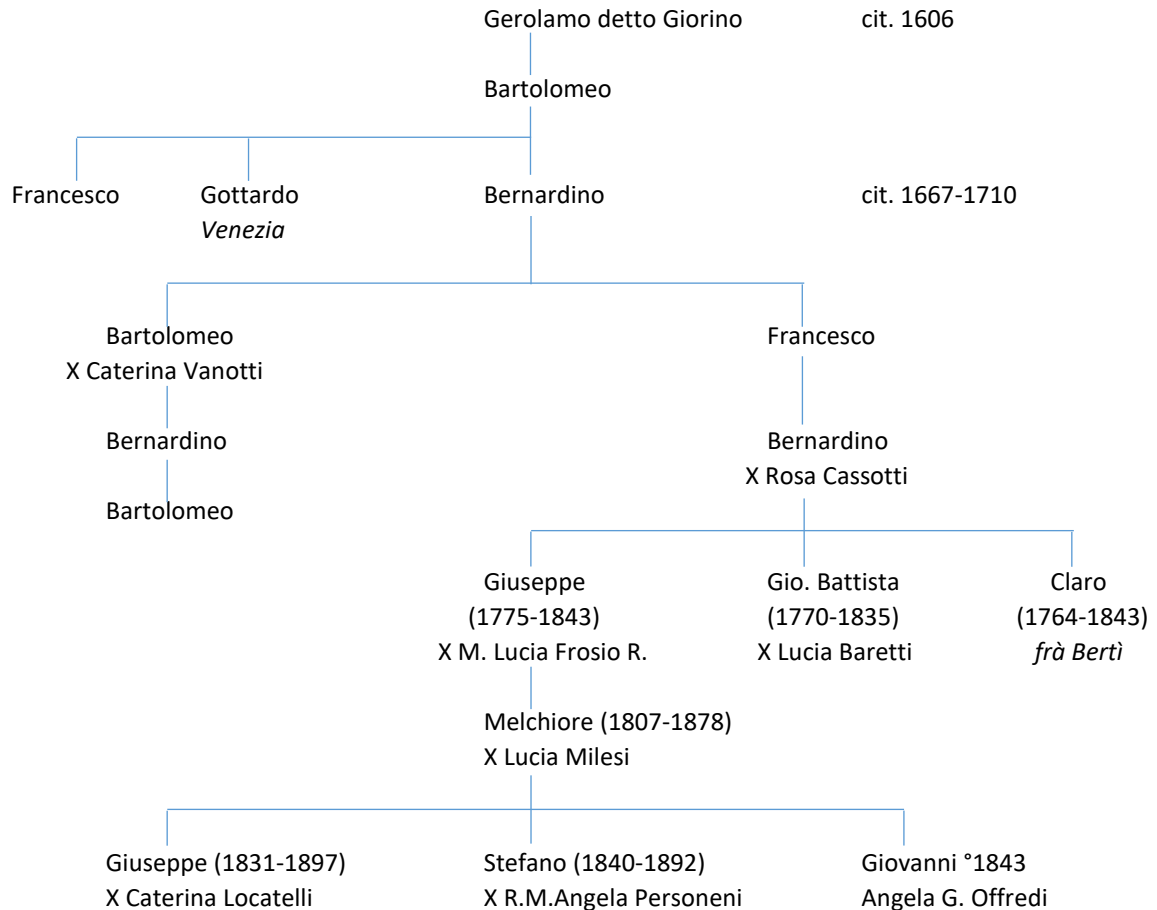 Gerolamo detto Giorino cit. 1606
Bartolomeo
Francesco Gottardo Bernardino cit. 1667-1710
Venezia
Bartolomeo Francesco
X Caterina Vanotti
Bernardino Bernardino
X Rosa Cassotti
Bartolomeo
Giuseppe Gio. Battista Claro
(1775-1843) (1770-1835) (1764-1843)
X M. Lucia Frosio R. X Lucia Baretti frà Bertì
Melchiore (1807-1878)
X Lucia Milesi
Giuseppe (1831-1897) Stefano (1840-1892) Giovanni °1843
X Caterina Locatelli X R.M.Angela Personeni Angela G. Offredi